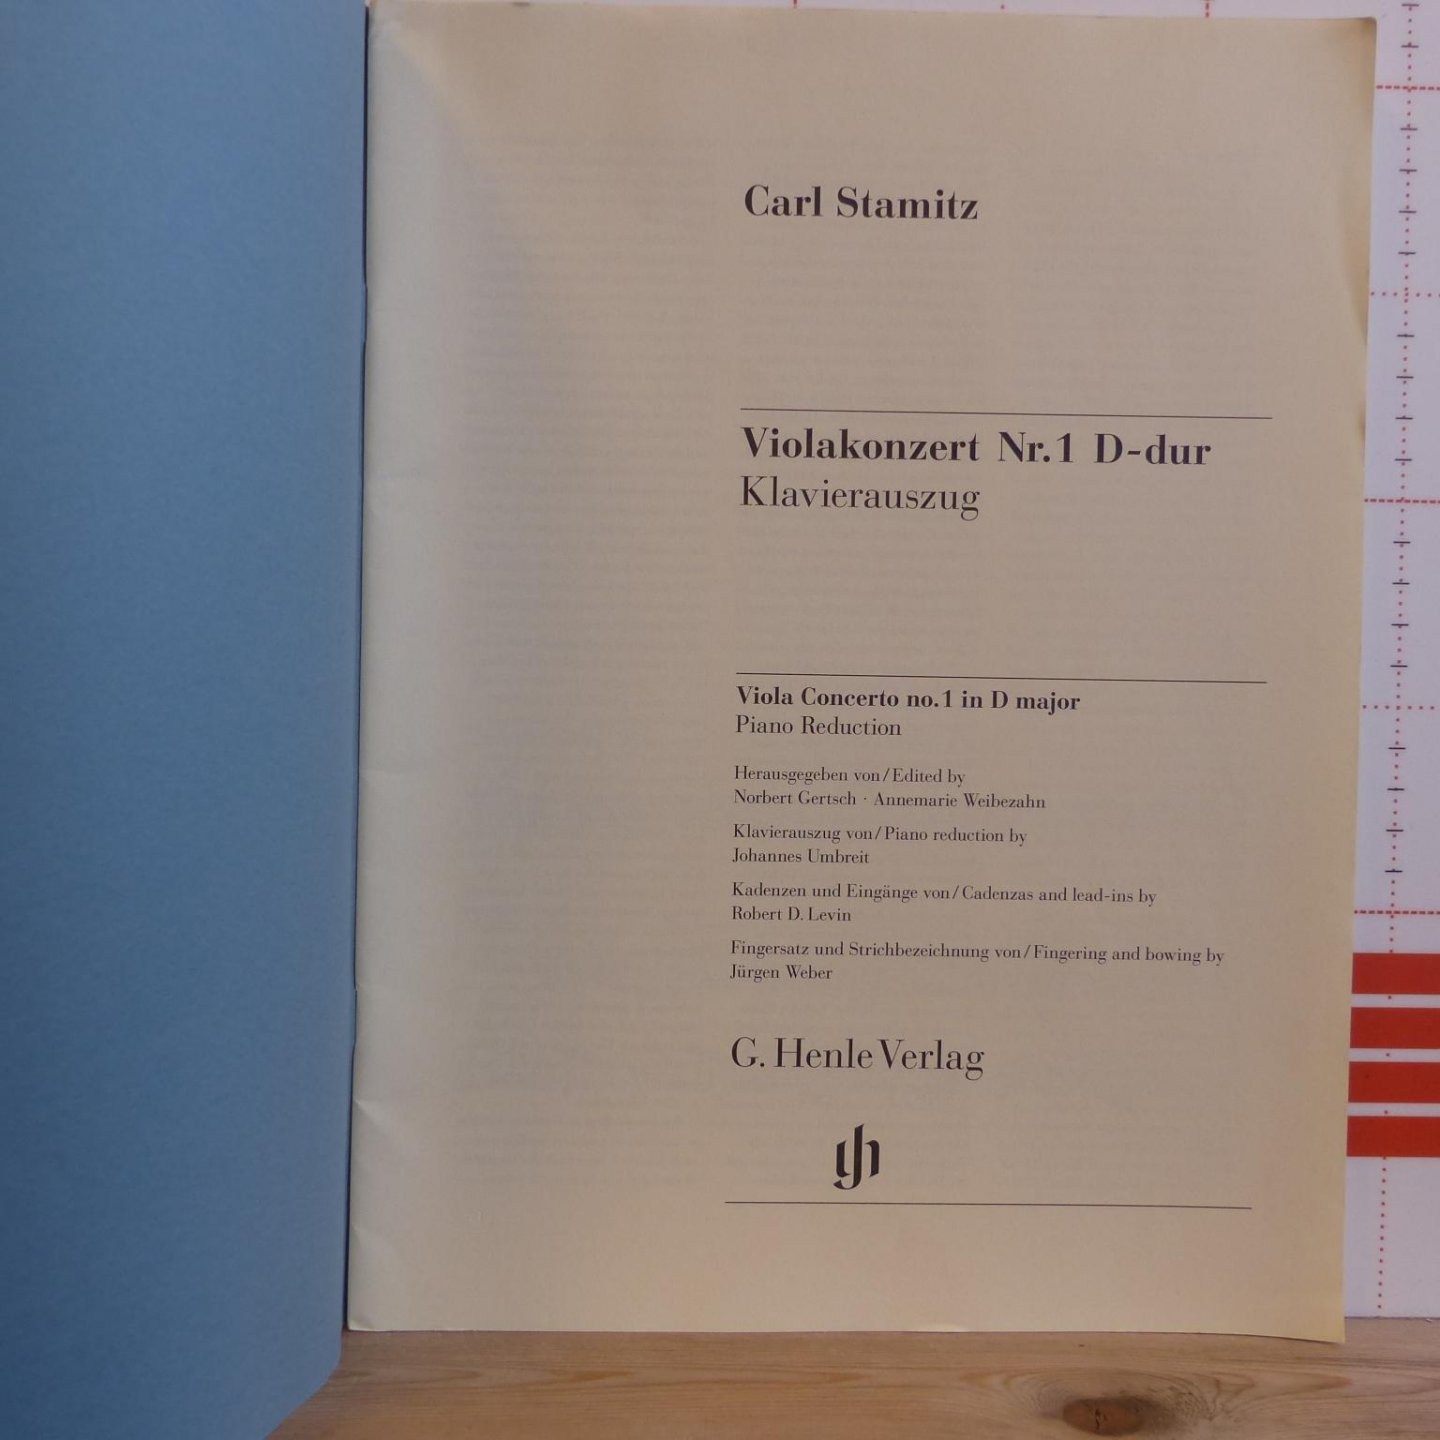 Carl Stamitz
Violakonzert Nr. 1 D-dur
Klavierauszug
Viola Concerto no. 1 in D major
Piano Reduction
Herausgegeben von/Edited by
Norbert Gertsch · Annemarie Weibezahn
Klavierauszug von/Piano reduction by
Johannes Umbreit
Kadenzen und Eingänge von/Cadenzas and lead-ins by
Robert D. Levin
Fingersatz und Strichbezeichnung von/Fingering and bowing by
Jürgen Weber
G. Henle Verlag